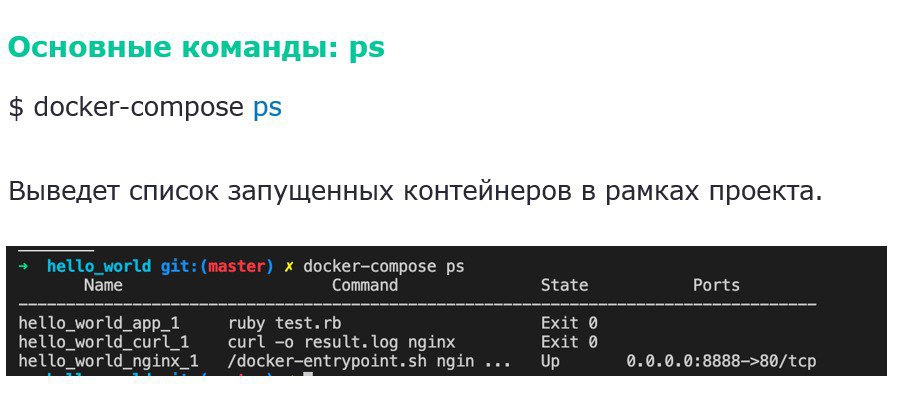 Основные команды: ps
$ docker-compose ps
Выведет список запущенных контейнеров в рамках проекта.
➜ hello_world git:(master) ✗ docker-compose ps
Name Command State Ports
--------------------------------------------------------------------------------
hello_world_app_1 ruby test.rb Exit 0
hello_world_curl_1 curl -o result.log nginx Exit 0
hello_world_nginx_1 /docker-entrypoint.sh ngin ... Up 0.0.0.0:8888->80/tcp